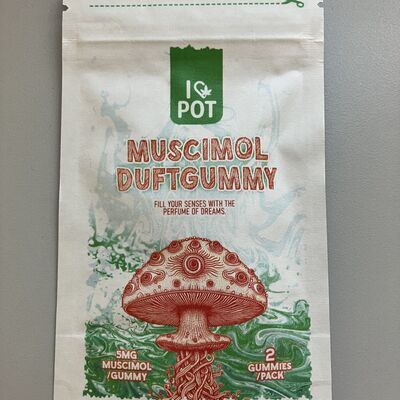 I
POT
MUSCIMOL
DUFTGUMMY
FILL YOUR SENSES WITH THE
PERFUME OF DREAMS.
5MG
MUSCIMOL
/GUMMY
2
GUMMIES
/PACK